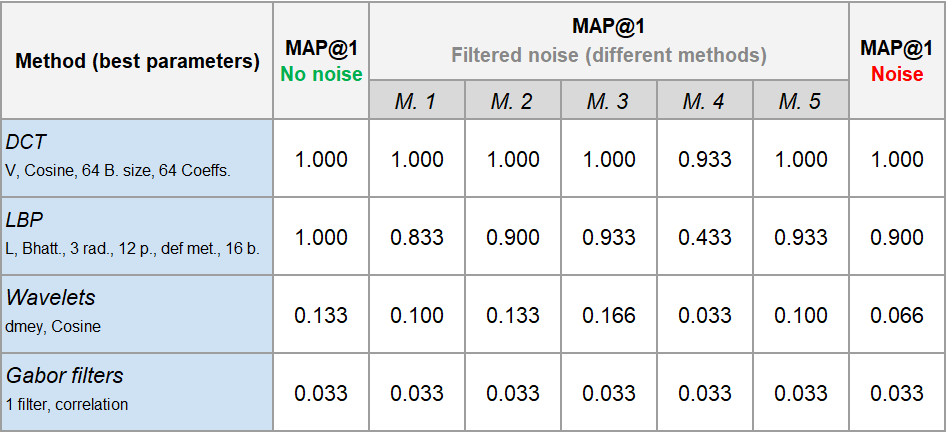 Method (best parameters)
MAP@1
No noise
MAP@1
Filtered noise (different methods)
MAP@1
Noise
M. 1
M. 2
M. 3
M. 4
M. 5
DCT
V, Cosine, 64 B. size, 64 Coeffs.
1.000
1.000
1.000
1.000
0.933
1.000
1.000
LBP
L, Bhatt., 3 rad., 12 p., def met., 16 b.
1.000
0.833
0.900
0.933
0.433
0.933
0.900
Wavelets
dmey, Cosine
0.133
0.100
0.133
0.166
0.033
0.100
0.066
Gabor filters
1 filter, correlation
0.033
0.033
0.033
0.033
0.033
0.033
0.033